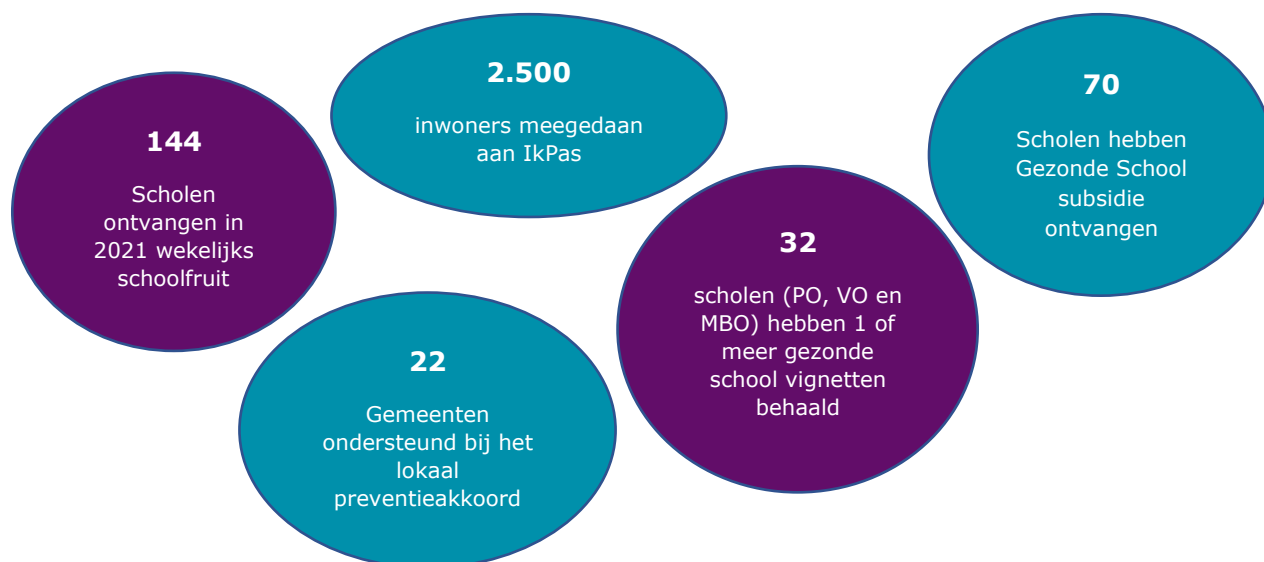 144
Scholen
ontvangen in
2021 wekelijks
schoolfruit
2.500
inwoners meegedaan
aan IkPas
70
Scholen hebben
Gezonde School
subsidie
ontvangen
22
Gemeenten
ondersteund bij het
lokaal
preventieakkoord
32
scholen (PO, VO en
MBO) hebben 1 of
meer gezonde
school vignetten
behaald